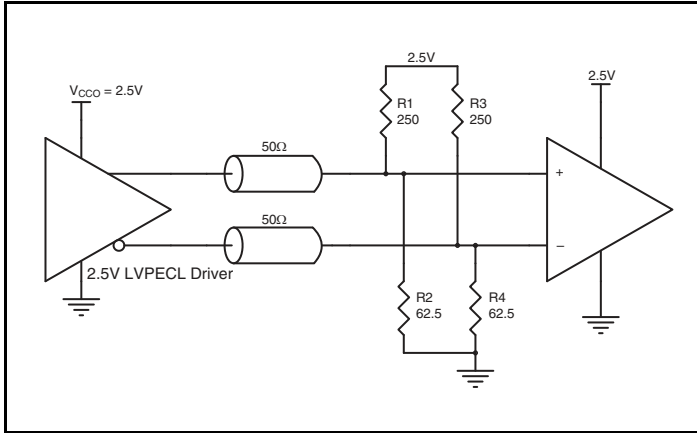 2.5V
V_CCO = 2.5V
2.5V
R1
250
R3
250
50Ω
+
50Ω
−
2.5V LVPECL Driver
R2
62.5
R4
62.5